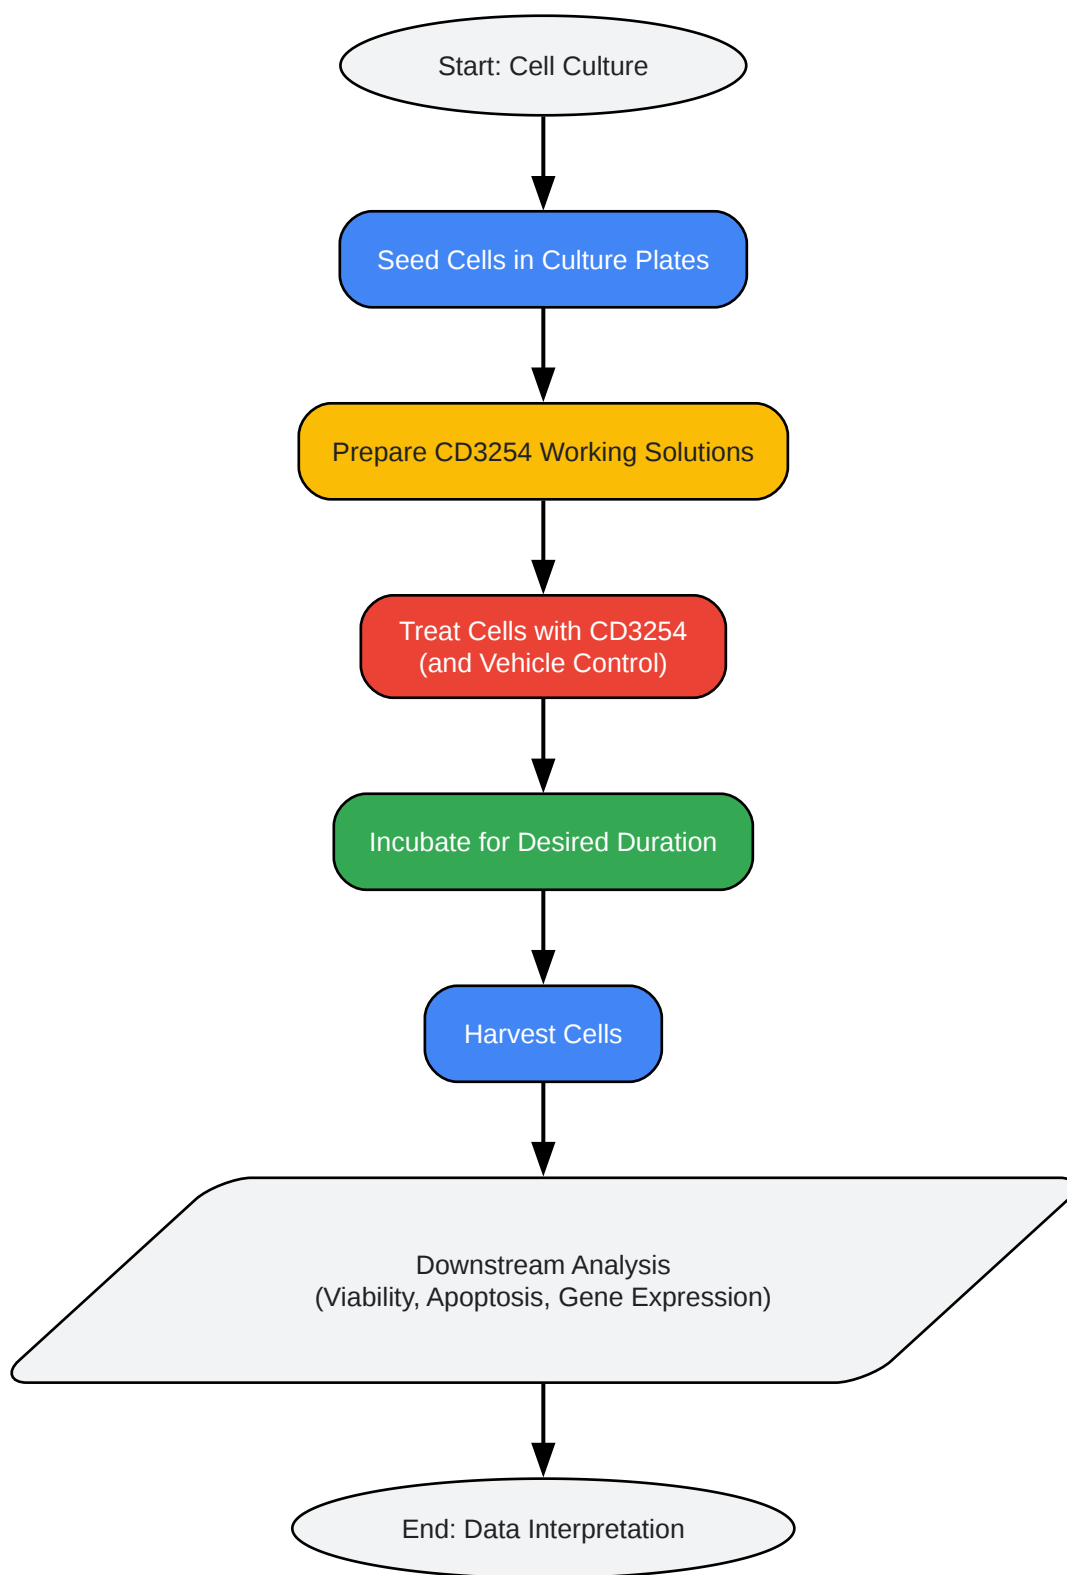 Start: Cell Culture
Seed Cells in Culture Plates
Prepare CD3254 Working Solutions
Treat Cells with CD3254
(and Vehicle Control)
Incubate for Desired Duration
Harvest Cells
Downstream Analysis
(Viability, Apoptosis, Gene Expression)
End: Data Interpretation